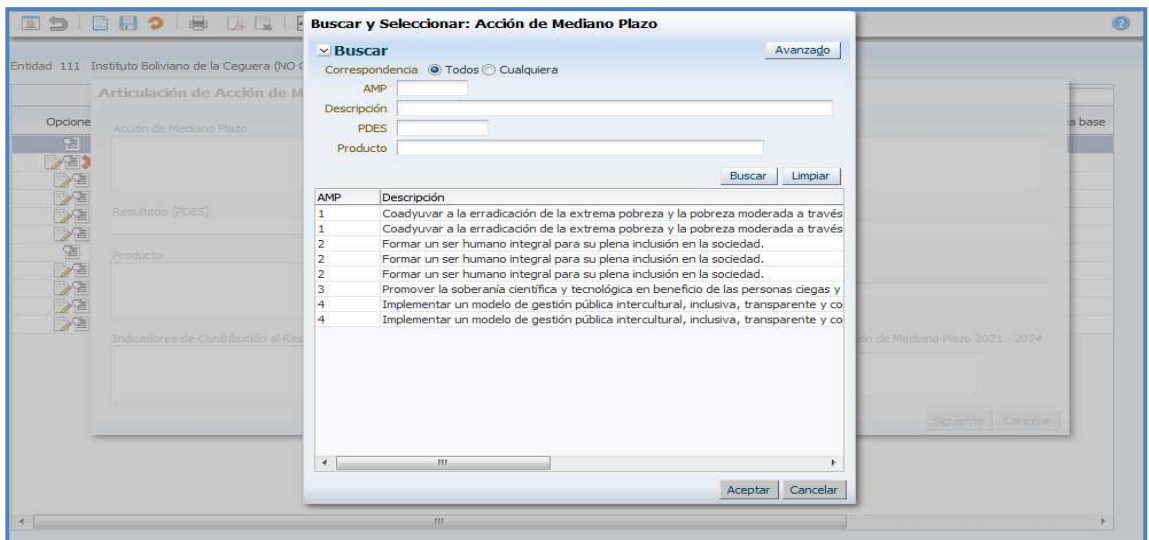 Buscar y Seleccionar: Acción de Mediano Plazo
Buscar
Avanzado
Correspondencia Todos Cualquiera
AMP
Descripción
PDES
Producto
Buscar Limpiar
AMP Descripción
1 Coadyuvar a la erradicación de la extrema pobreza y la pobreza moderada a través
1 Coadyuvar a la erradicación de la extrema pobreza y la pobreza moderada a través
2 Formar un ser humano integral para su plena inclusión en la sociedad.
2 Formar un ser humano integral para su plena inclusión en la sociedad.
2 Formar un ser humano integral para su plena inclusión en la sociedad.
3 Promover la soberanía científica y tecnológica en beneficio de las personas ciegas y
4 Implementar un modelo de gestión pública intercultural, inclusiva, transparente y co
4 Implementar un modelo de gestión pública intercultural, inclusiva, transparente y co
Aceptar Cancelar
Entidad 111 Instituto Boliviano de la Ceguera (NO
Articulación de Acción de M
Opcione
a base
Acción de Mediano Plazo
Resultado (PDES)
Producto
Indicadores de Contribución al Res
ón de Mediano Plazo 2021 - 2024
Siguiente Cancelar